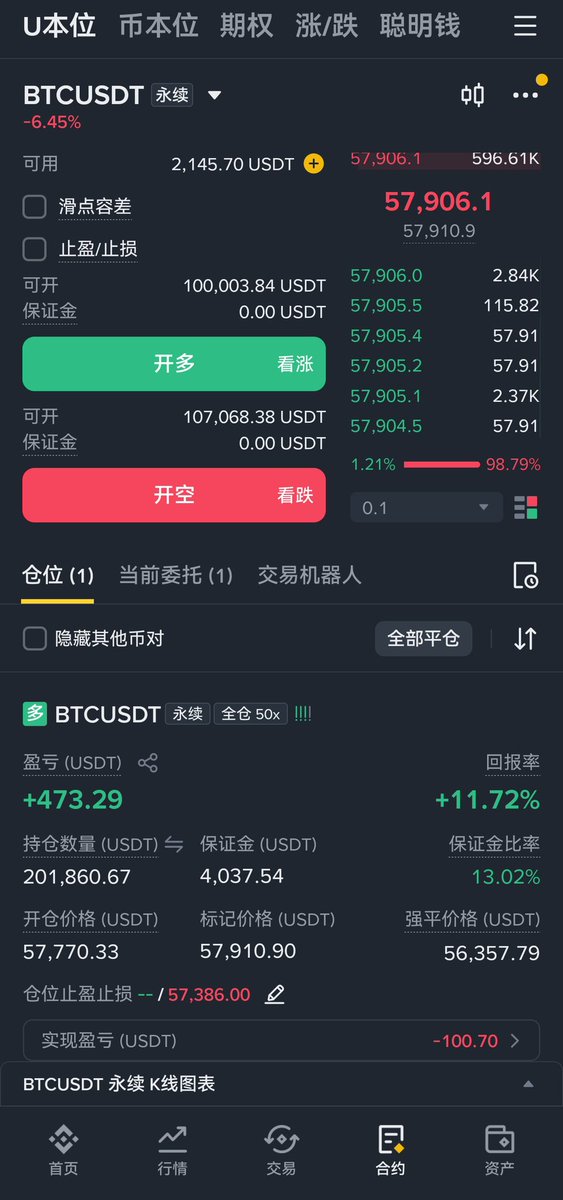 U本位 币本位 期权 涨/跌 聪明钱
BTCUSDT 永续
-6.45%
可用 2,145.70 USDT
57,906.1 596.61K
滑点容差
57,906.1
57,910.9
止盈/止损
可开 100,003.84 USDT
57,906.0 2.84K
保证金 0.00 USDT
57,905.5 115.82
57,905.4 57.91
开多 看涨
57,905.2 57.91
57,905.1 2.37K
可开 107,068.38 USDT
57,904.5 57.91
保证金 0.00 USDT
1.21% 98.79%
开空 看跌
0.1
仓位 (1) 当前委托 (1) 交易机器人
隐藏其他币对 全部平仓
多 BTCUSDT 永续 全仓 50x !!!!
盈亏 (USDT) 回报率
+473.29 +11.72%
持仓数量 (USDT) 保证金 (USDT) 保证金比率
201,860.67 4,037.54 13.02%
开仓价格 (USDT) 标记价格 (USDT) 强平价格 (USDT)
57,770.33 57,910.90 56,357.79
仓位止盈止损 -- / 57,386.00
实现盈亏 (USDT) -100.70
BTCUSDT 永续 K线图表
首页 行情 交易 合约 资产